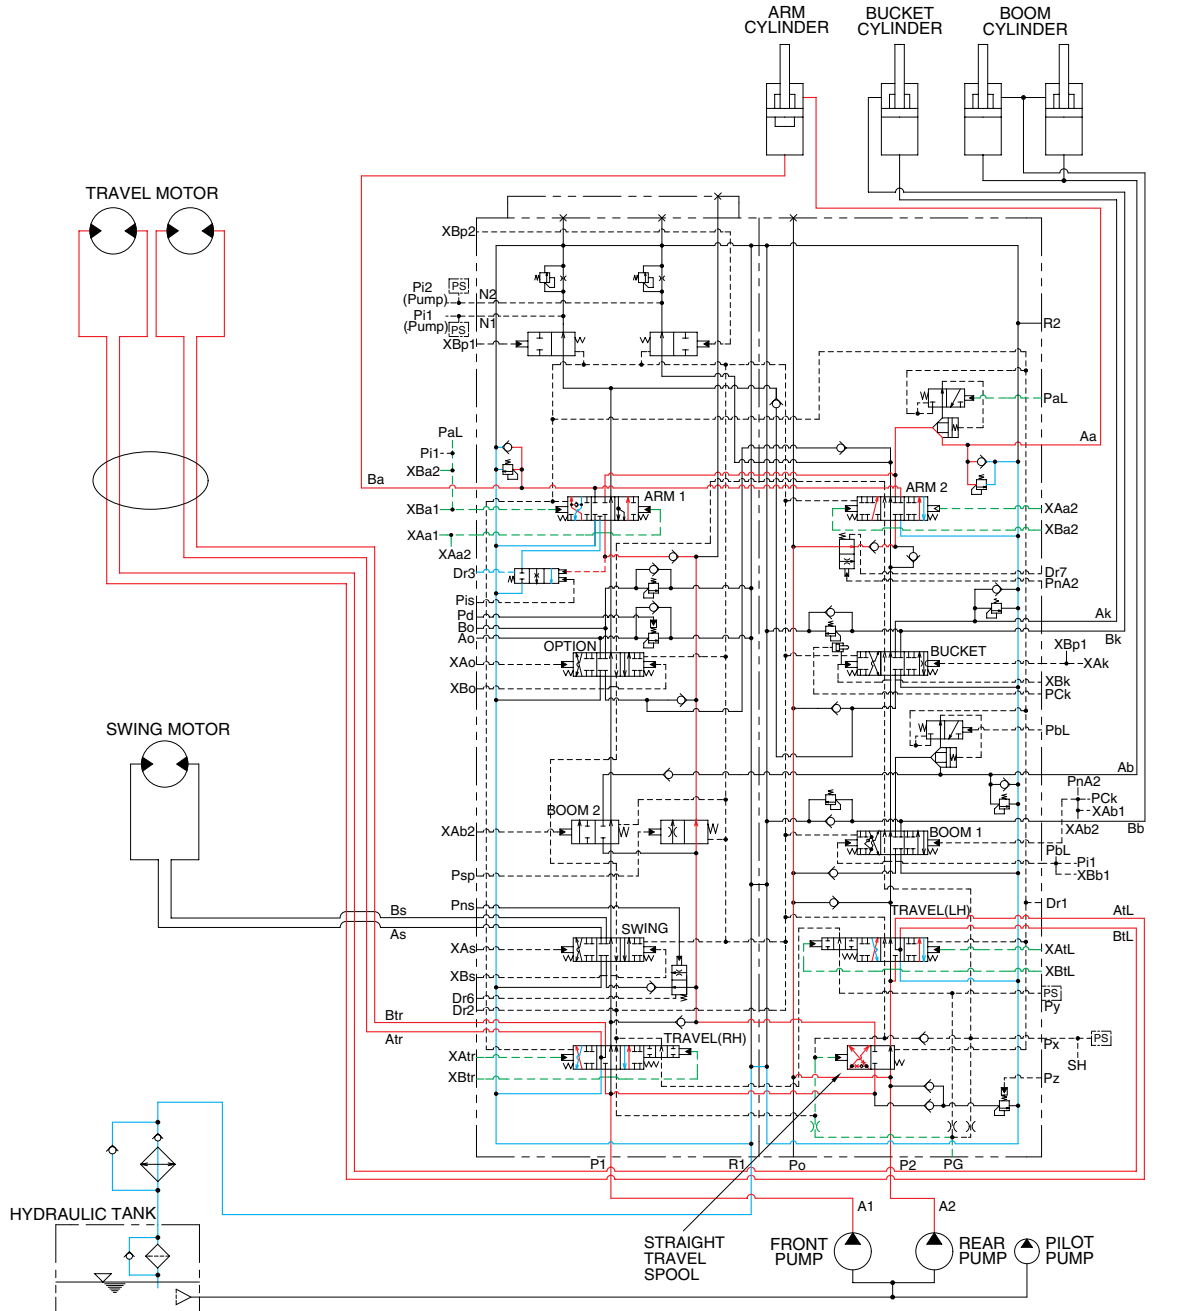 ARM
CYLINDER
BUCKET
CYLINDER
BOOM
CYLINDER
TRAVEL MOTOR
XBp2
Pi2
(Pump)
PS
N2
Pi1
(Pump)
PS
N1
XBp1
R2
PaL
Aa
PaL
Pi1
XBa2
Ba
XBa1
XAa1
XAa2
ARM 1
ARM 2
XAa2
XBa2
Dr3
Pis
Pd
Bo
Ao
Dr7
PnA2
Ak
Bk
OPTION
XAo
XBo
BUCKET
XBp1
XAk
XBk
PCk
SWING MOTOR
PbL
Ab
PnA2
PCk
XAb1
XAb2
Bb
BOOM 2
XAb2
BOOM 1
PbL
Pi1
XBb1
Psp
Pns
Dr1
Bs
As
TRAVEL(LH)
AtL
BtL
SWING
XAs
XBs
Dr6
Dr2
XAtL
XBtL
PS
Py
Btr
Atr
TRAVEL(RH)
XAtr
XBtr
Px
PS
SH
Pz
P1
R1
Po
P2
PG
A1
A2
HYDRAULIC TANK
STRAIGHT
TRAVEL
SPOOL
FRONT
PUMP
REAR
PUMP
PILOT
PUMP